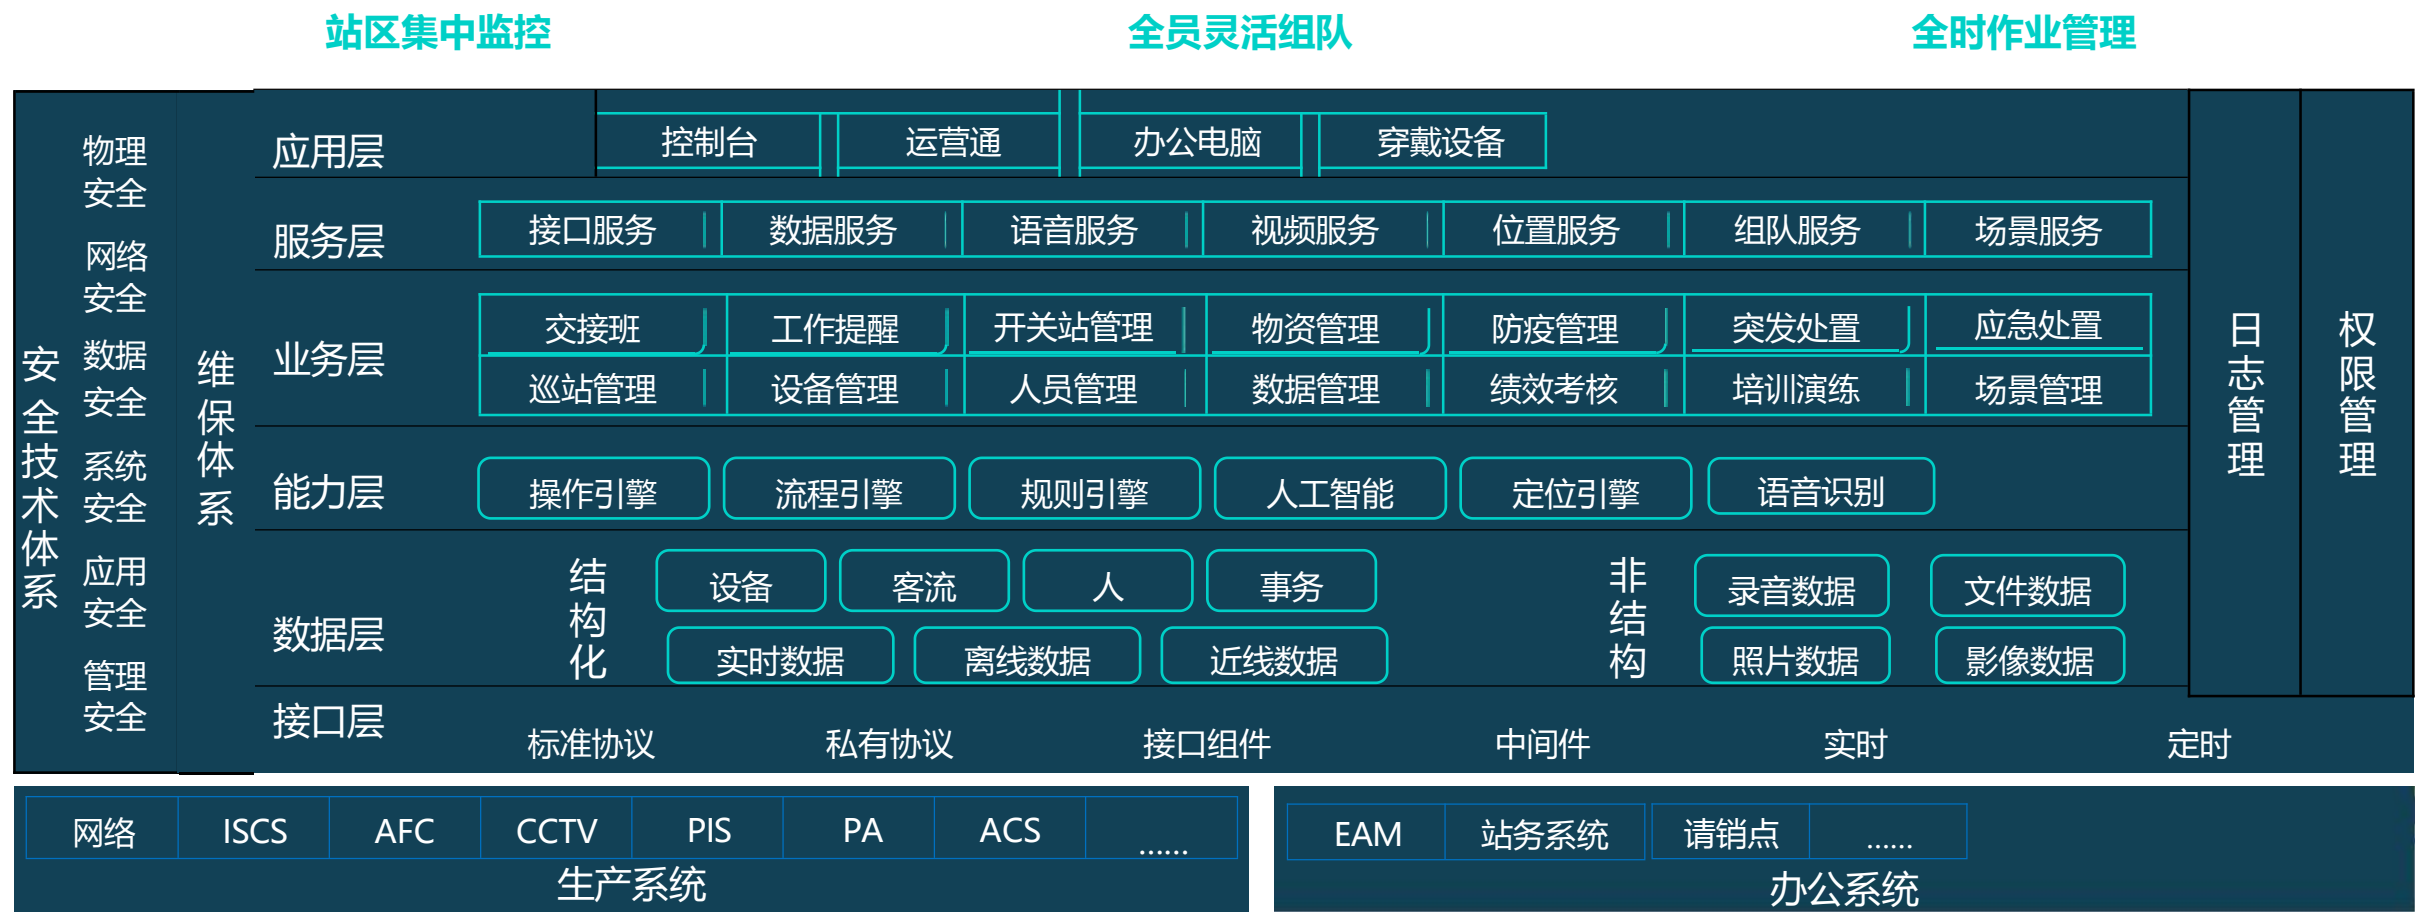 站区集中监控 全员灵活组队 全时作业管理
安全技术体系
物理
安全
网络
安全
数据
安全
系统
安全
应用
安全
管理
安全
维保体系
应用层 控制台 运营通 办公电脑 穿戴设备
服务层 接口服务 数据服务 语音服务 视频服务 位置服务 组队服务 场景服务
业务层
交接班 工作提醒 开关站管理 物资管理 防疫管理 突发处置 应急处置
巡站管理 设备管理 人员管理 数据管理 绩效考核 培训演练 场景管理
能力层 操作引擎 流程引擎 规则引擎 人工智能 定位引擎 语音识别
数据层
结构化
设备 客流 人 事务
实时数据 离线数据 近线数据
非结构
录音数据 文件数据
照片数据 影像数据
接口层
标准协议 私有协议 接口组件 中间件 实时 定时
日志管理
权限管理
网络 ISCS AFC CCTV PIS PA ACS ……
生产系统
EAM 站务系统 请销点 ……
办公系统